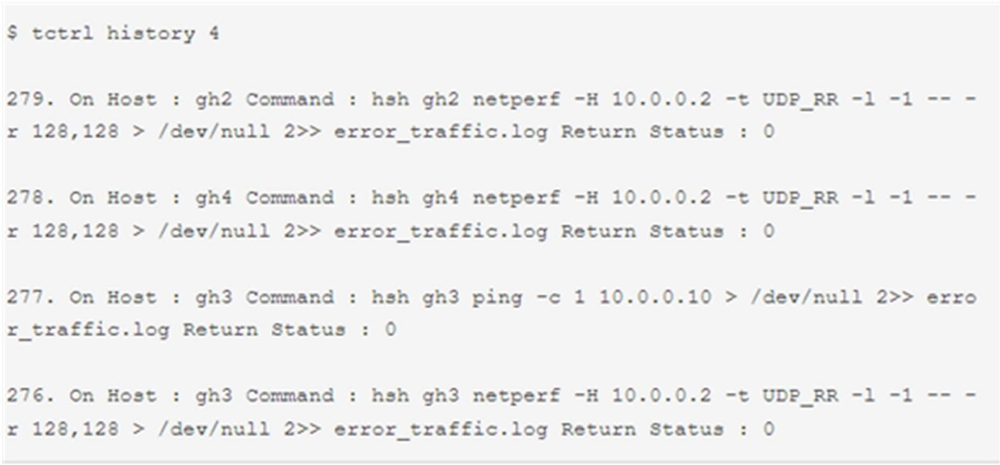 $ tctrl history 4
279. On Host : gh2 Command : hsh gh2 netperf -H 10.0.0.2 -t UDP_RR -l -1 -- -
r 128,128 > /dev/null 2>> error_traffic.log Return Status : 0
278. On Host : gh4 Command : hsh gh4 netperf -H 10.0.0.2 -t UDP_RR -l -1 -- -
r 128,128 > /dev/null 2>> error_traffic.log Return Status : 0
277. On Host : gh3 Command : hsh gh3 ping -c 1 10.0.0.10 > /dev/null 2>> erro
r_traffic.log Return Status : 0
276. On Host : gh3 Command : hsh gh3 netperf -H 10.0.0.2 -t UDP_RR -l -1 -- -
r 128,128 > /dev/null 2>> error_traffic.log Return Status : 0